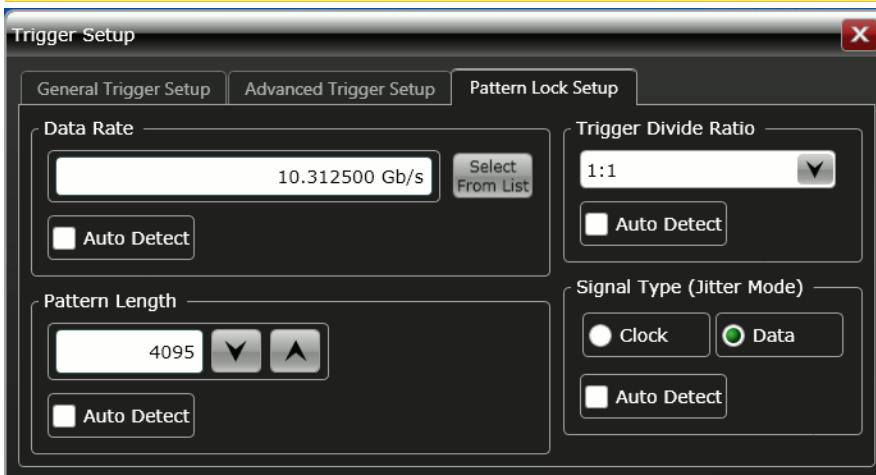 Trigger Setup
General Trigger Setup
Advanced Trigger Setup
Pattern Lock Setup
Data Rate
10.312500 Gb/s
Select
From List
Auto Detect
Trigger Divide Ratio
1:1
Auto Detect
Pattern Length
4095
Auto Detect
Signal Type (Jitter Mode)
Clock
Data
Auto Detect